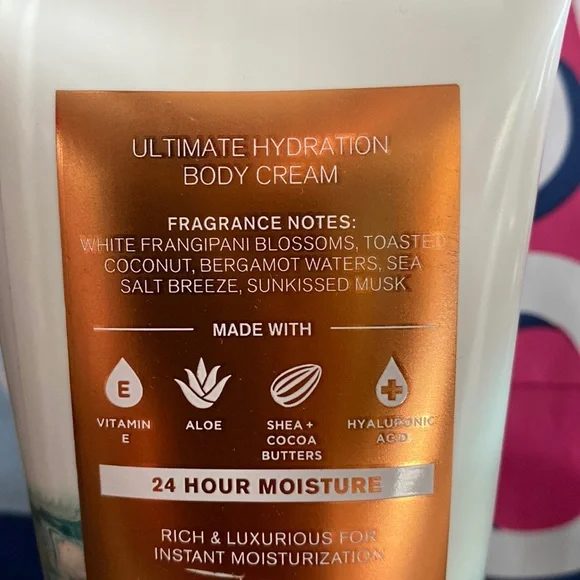 ULTIMATE HYDRATION
BODY CREAM
FRAGRANCE NOTES:
WHITE FRANGIPANI BLOSSOMS, TOASTED
COCONUT, BERGAMOT WATERS, SEA
SALT BREEZE, SUNKISSED MUSK
MADE WITH
E
VITAMIN
E
ALOE
SHEA +
COCOA
BUTTERS
HYALURONIC
ACID
24 HOUR MOISTURE
RICH & LUXURIOUS FOR
INSTANT MOISTURIZATION